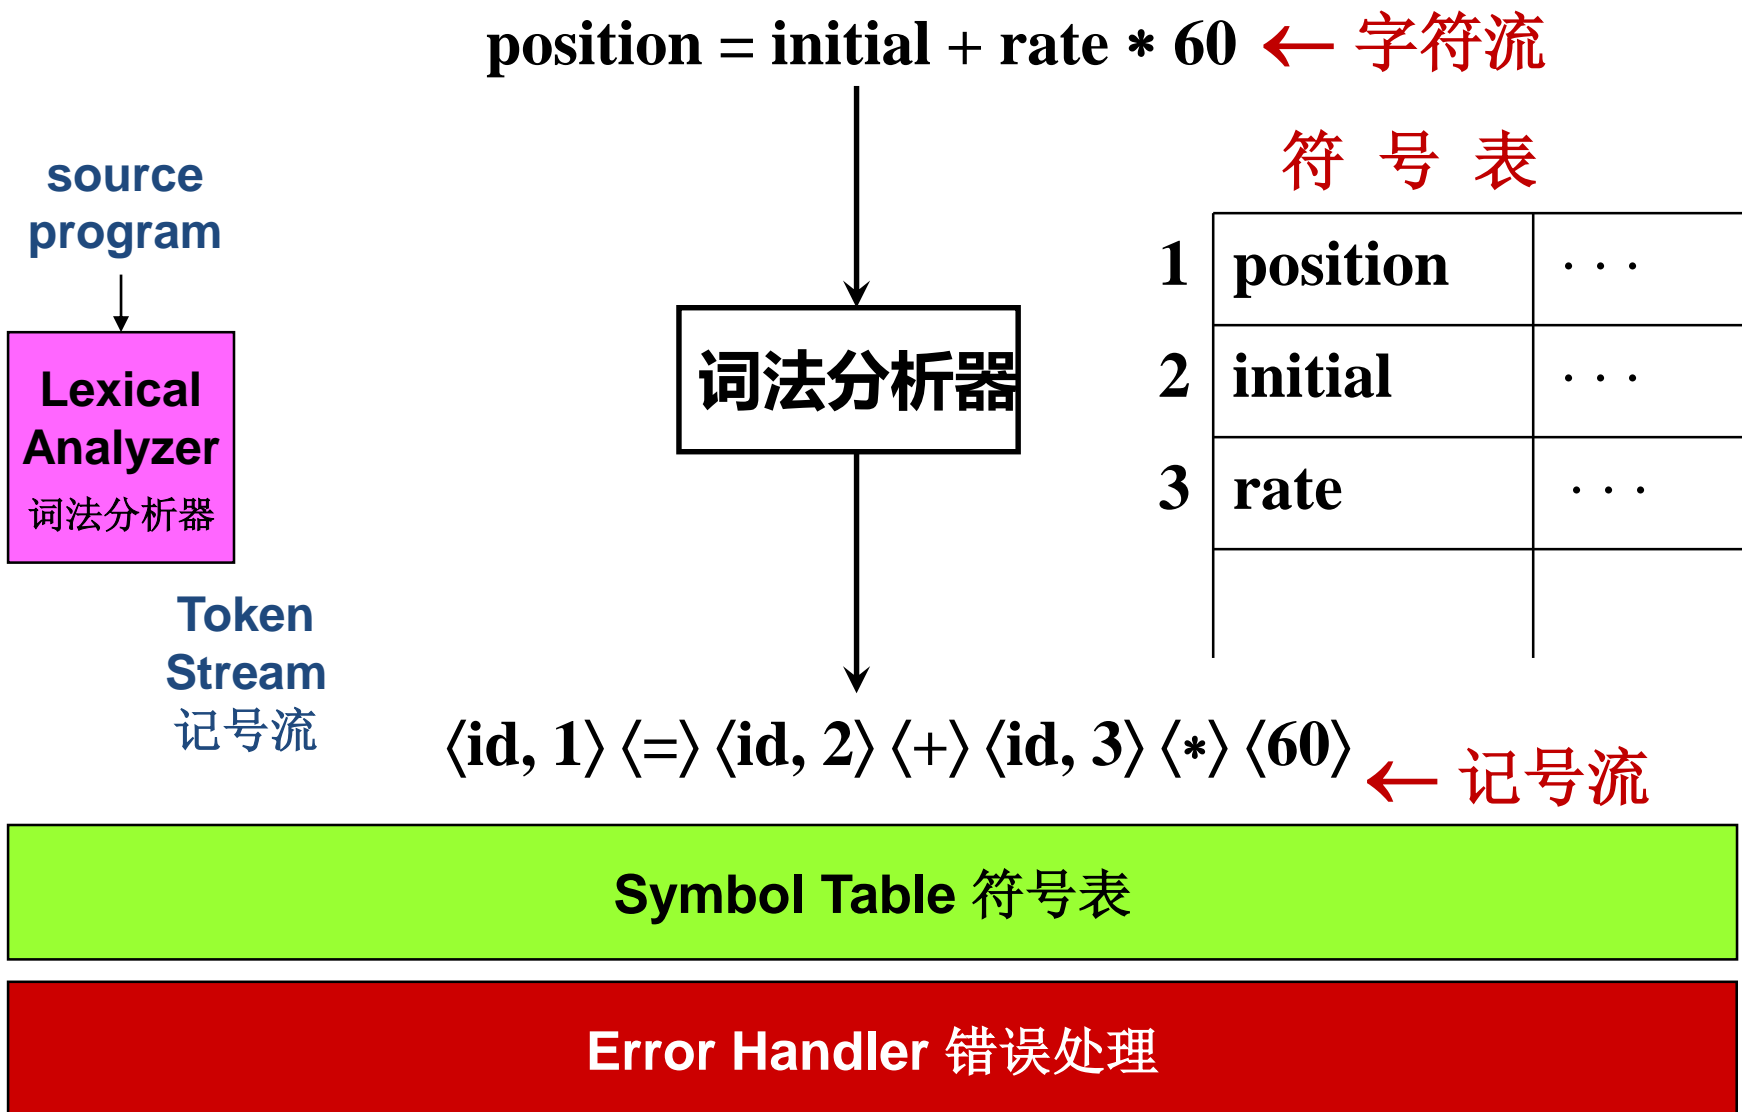 position = initial + rate * 60 ← 字符流
符 号 表
source
program
1 position · · ·
2 initial · · ·
3 rate · · ·
词法分析器
Lexical
Analyzer
词法分析器
Token
Stream
记号流
⟨id, 1⟩ ⟨=⟩ ⟨id, 2⟩ ⟨+⟩ ⟨id, 3⟩ ⟨*⟩ ⟨60⟩ ← 记号流
Symbol Table 符号表
Error Handler 错误处理